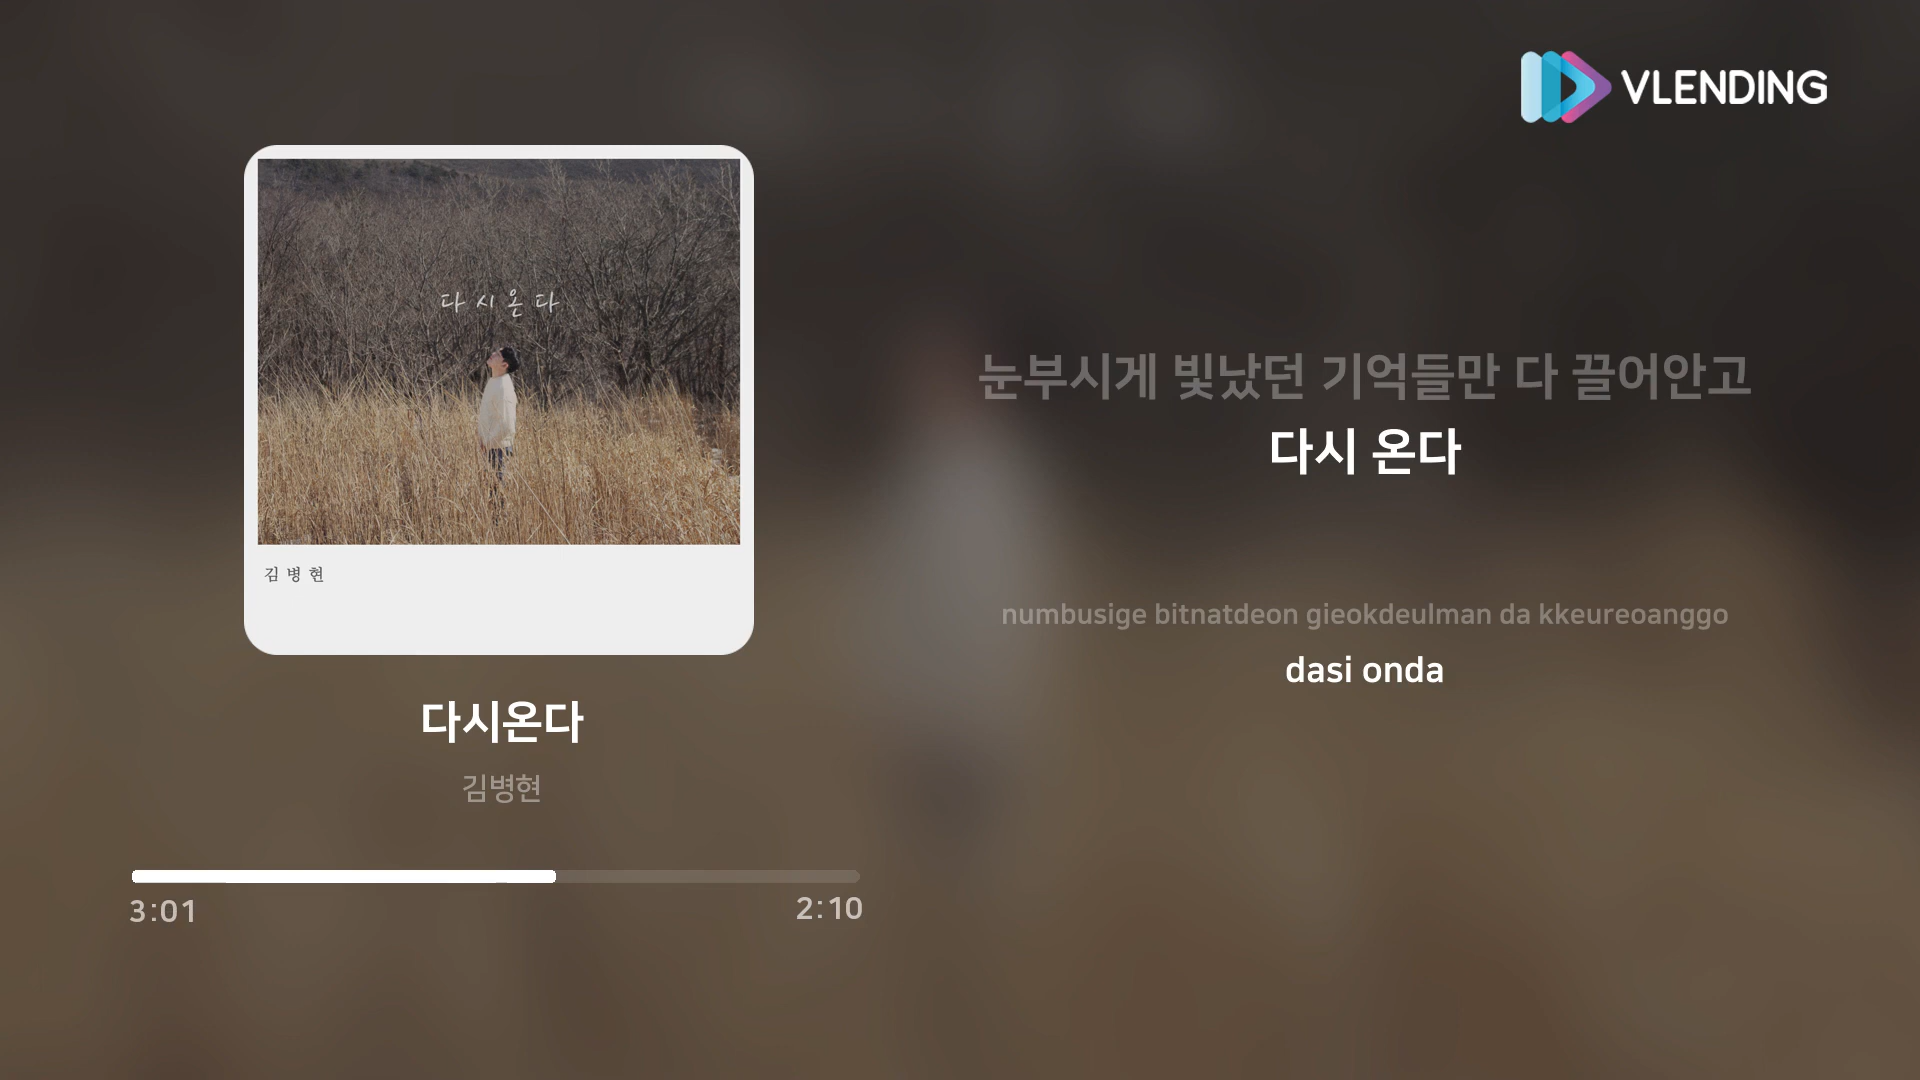 VLENDING
다시온다
김병현
다시온다
김병현
3:01
2:10
눈부시게 빛났던 기억들만 다 끌어안고
다시 온다
numbusige bitnatdeon gieokdeulman da kkeureoanggo
dasi onda